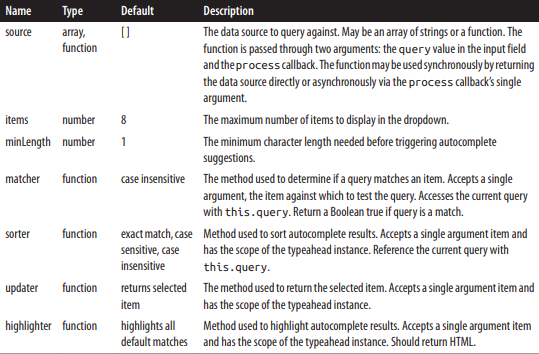 Name Type Default Description
source array, [] The data source to query against. May be an array of strings or a function. The
function function is passed through two arguments: the query value in the input field
and the process callback. The function may be used synchronously by returning
the data source directly or asynchronously via the process callback's single
argument.
items number 8 The maximum number of items to display in the dropdown.
minLength number 1 The minimum character length needed before triggering autocomplete
suggestions.
matcher function case insensitive The method used to determine if a query matches an item. Accepts a single
argument, the item against which to test the query. Accesses the current query
with this.query. Return a Boolean true if query is a match.
sorter function exact match, case Method used to sort autocomplete results. Accepts a single argument item and
sensitive, case has the scope of the typeahead instance. Reference the current query with
insensitive this.query.
updater function returns selected The method used to return the selected item. Accepts a single argument item and
item has the scope of the typeahead instance.
highlighter function highlights all Method used to highlight autocomplete results. Accepts a single argument item
default matches and has the scope of the typeahead instance. Should return HTML.